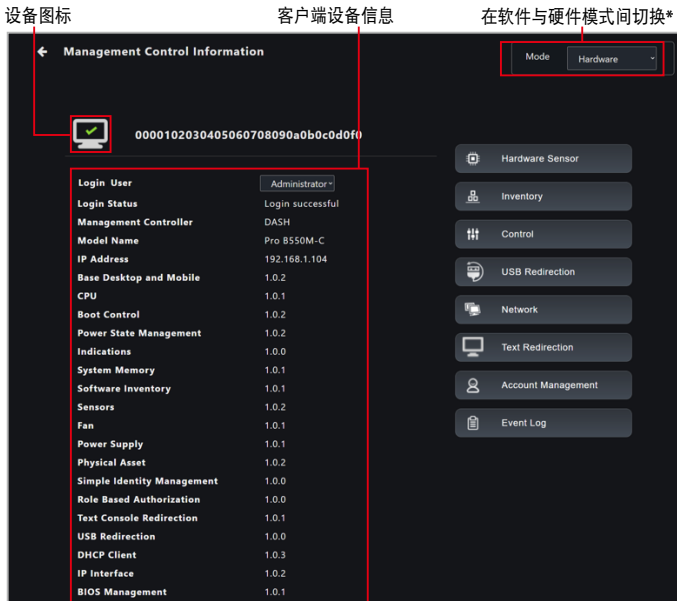 设备图标 客户端设备信息 在软件与硬件模式间切换*
Management Control Information
Mode Hardware
0000102030405060708090a0b0c0d0f0
Login User Administrator
Login Status Login successful
Management Controller DASH
Model Name Pro B550M-C
IP Address 192.168.1.104
Base Desktop and Mobile 1.0.2
CPU 1.0.1
Boot Control 1.0.2
Power State Management 1.0.2
Indications 1.0.0
System Memory 1.0.1
Software Inventory 1.0.1
Sensors 1.0.2
Fan 1.0.1
Power Supply 1.0.1
Physical Asset 1.0.2
Simple Identity Management 1.0.0
Role Based Authorization 1.0.0
Text Console Redirection 1.0.1
USB Redirection 1.0.0
DHCP Client 1.0.3
IP Interface 1.0.2
BIOS Management 1.0.1
Hardware Sensor
Inventory
Control
USB Redirection
Network
Text Redirection
Account Management
Event Log